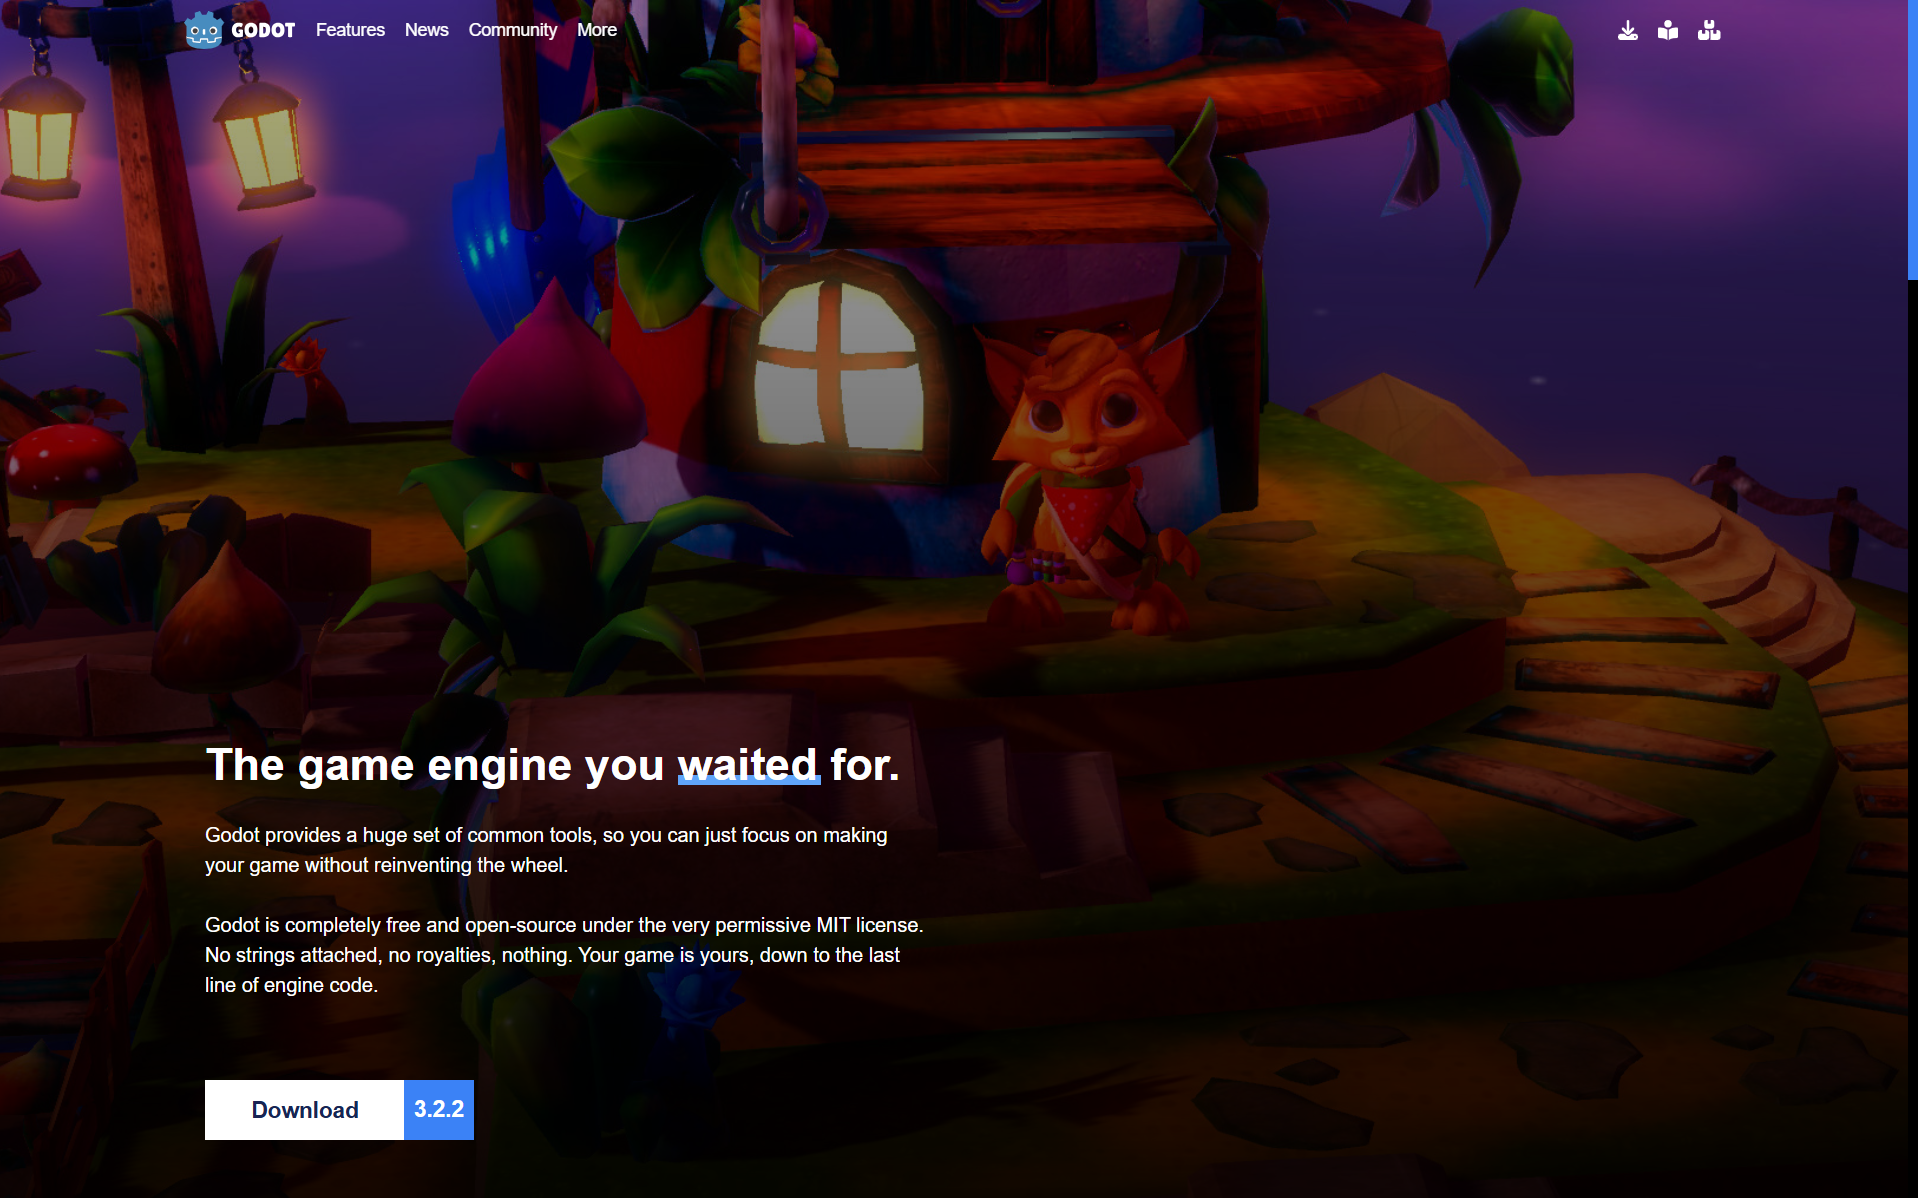 GODOT Features News Community More
The game engine you waited for.
Godot provides a huge set of common tools, so you can just focus on making
your game without reinventing the wheel.
Godot is completely free and open-source under the very permissive MIT license.
No strings attached, no royalties, nothing. Your game is yours, down to the last
line of engine code.
Download 3.2.2